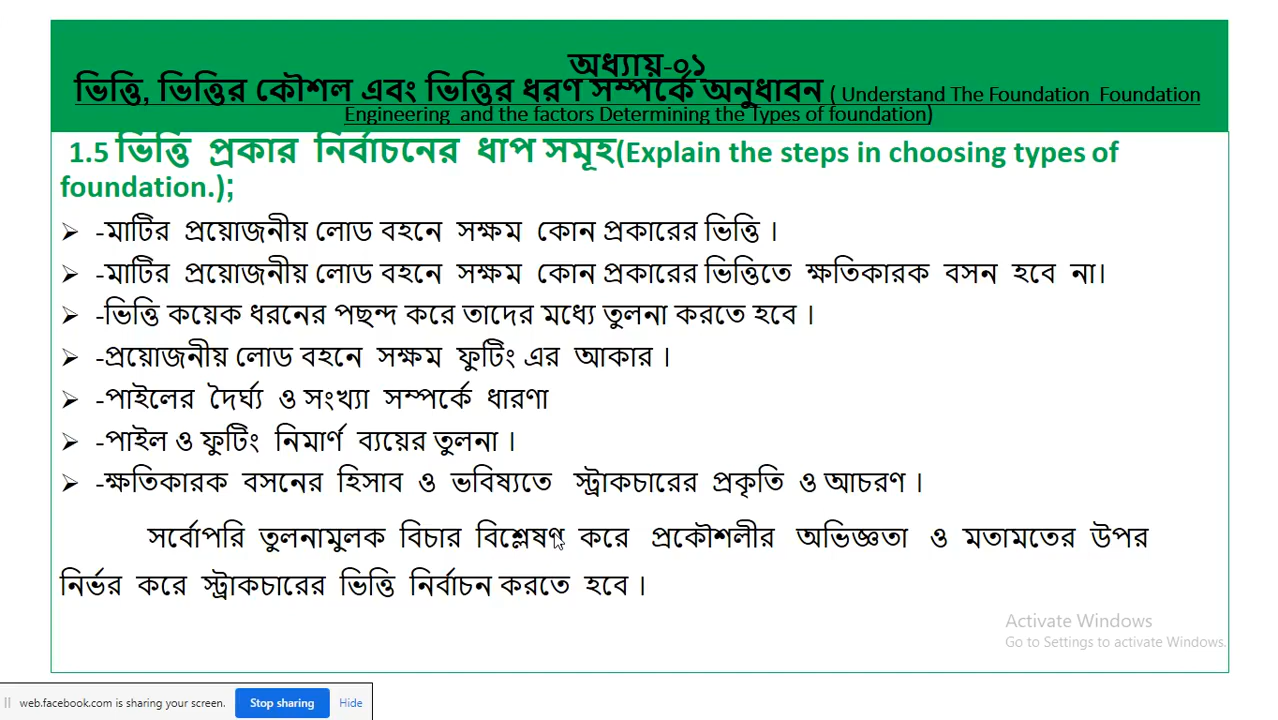 অধ্যায়-০১
ভিত্তি, ভিত্তির কৌশল এবং ভিত্তির ধরণ সম্পর্কে অনুধাবন ( Understand The Foundation Foundation
Engineering and the factors Determining the Types of foundation)
1.5 ভিত্তি প্রকার নির্বাচনের ধাপ সমূহ(Explain the steps in choosing types of
foundation.);
➢ -মাটির প্রয়োজনীয় লোড বহনে সক্ষম কোন প্রকারের ভিত্তি ।
➢ -মাটির প্রয়োজনীয় লোড বহনে সক্ষম কোন প্রকারের ভিত্তিতে ক্ষতিকারক বসন হবে না।
➢ -ভিত্তি কয়েক ধরনের পছন্দ করে তাদের মধ্যে তুলনা করতে হবে ।
➢ -প্রয়োজনীয় লোড বহনে সক্ষম ফুটিং এর আকার ।
➢ -পাইলের দৈর্ঘ্য ও সংখ্যা সম্পর্কে ধারণা
➢ -পাইল ও ফুটিং নিমার্ণ ব্যয়ের তুলনা ।
➢ -ক্ষতিকারক বসনের হিসাব ও ভবিষ্যতে স্ট্রাকচারের প্রকৃতি ও আচরণ ।
সর্বোপরি তুলনামুলক বিচার বিশ্লেষণ করে প্রকৌশলীর অভিজ্ঞতা ও মতামতের উপর
নির্ভর করে স্ট্রাকচারের ভিত্তি নির্বাচন করতে হবে ।
Activate Windows
Go to Settings to activate Windows.
web.facebook.com is sharing your screen. Stop sharing Hide